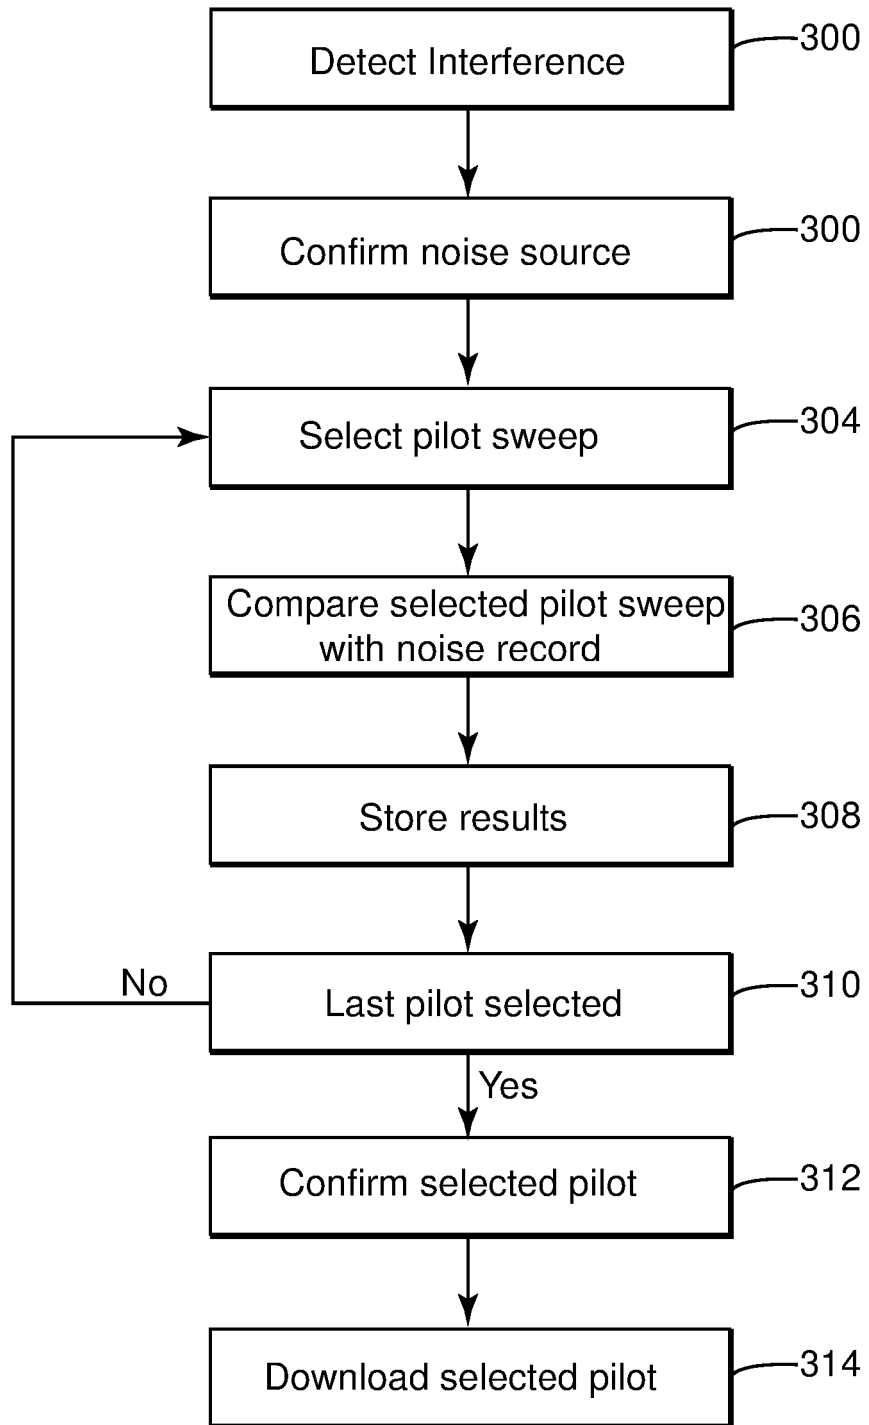 Detect Interference
300
Confirm noise source
300
Select pilot sweep
304
Compare selected pilot sweep
with noise record
306
Store results
308
No
Last pilot selected
310
Yes
Confirm selected pilot
312
Download selected pilot
314